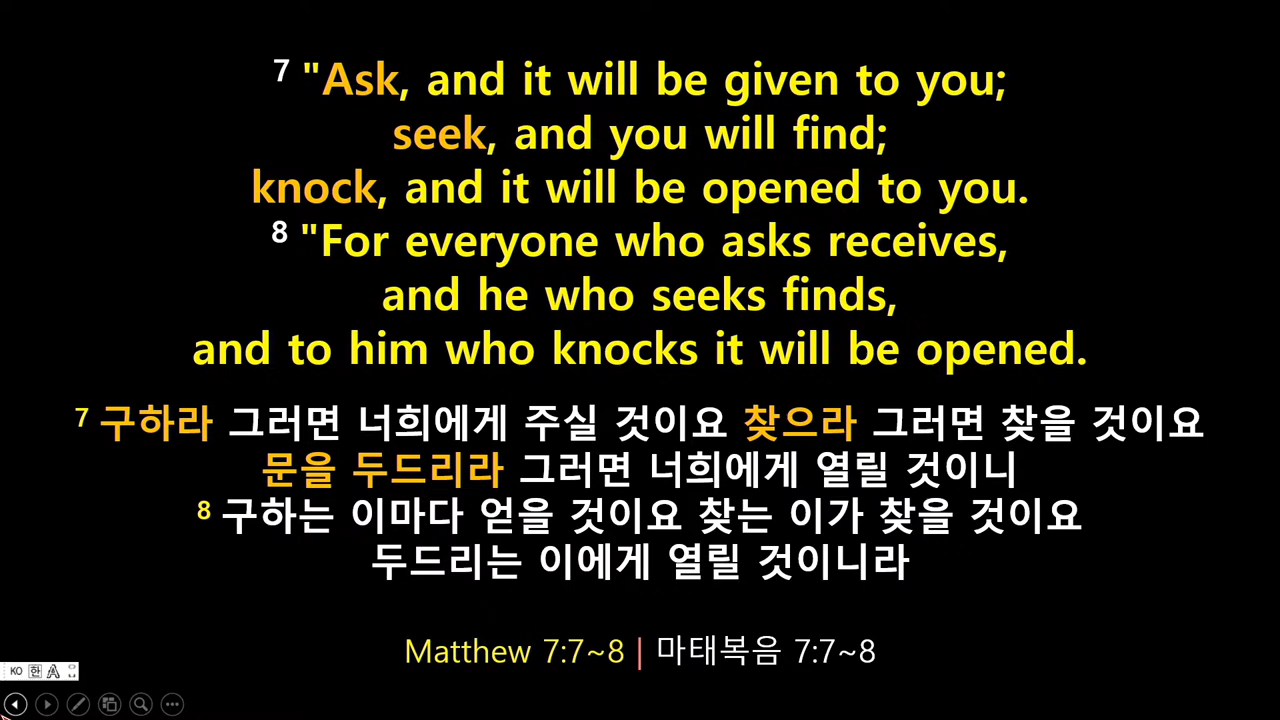 7 "Ask, and it will be given to you;
seek, and you will find;
knock, and it will be opened to you.
8 "For everyone who asks receives,
and he who seeks finds,
and to him who knocks it will be opened.
7 구하라 그러면 너희에게 주실 것이요 찾으라 그러면 찾을 것이요
문을 두드리라 그러면 너희에게 열릴 것이니
8 구하는 이마다 얻을 것이요 찾는 이가 찾을 것이요
두드리는 이에게 열릴 것이니라
Matthew 7:7~8 | 마태복음 7:7~8
KO 한 A